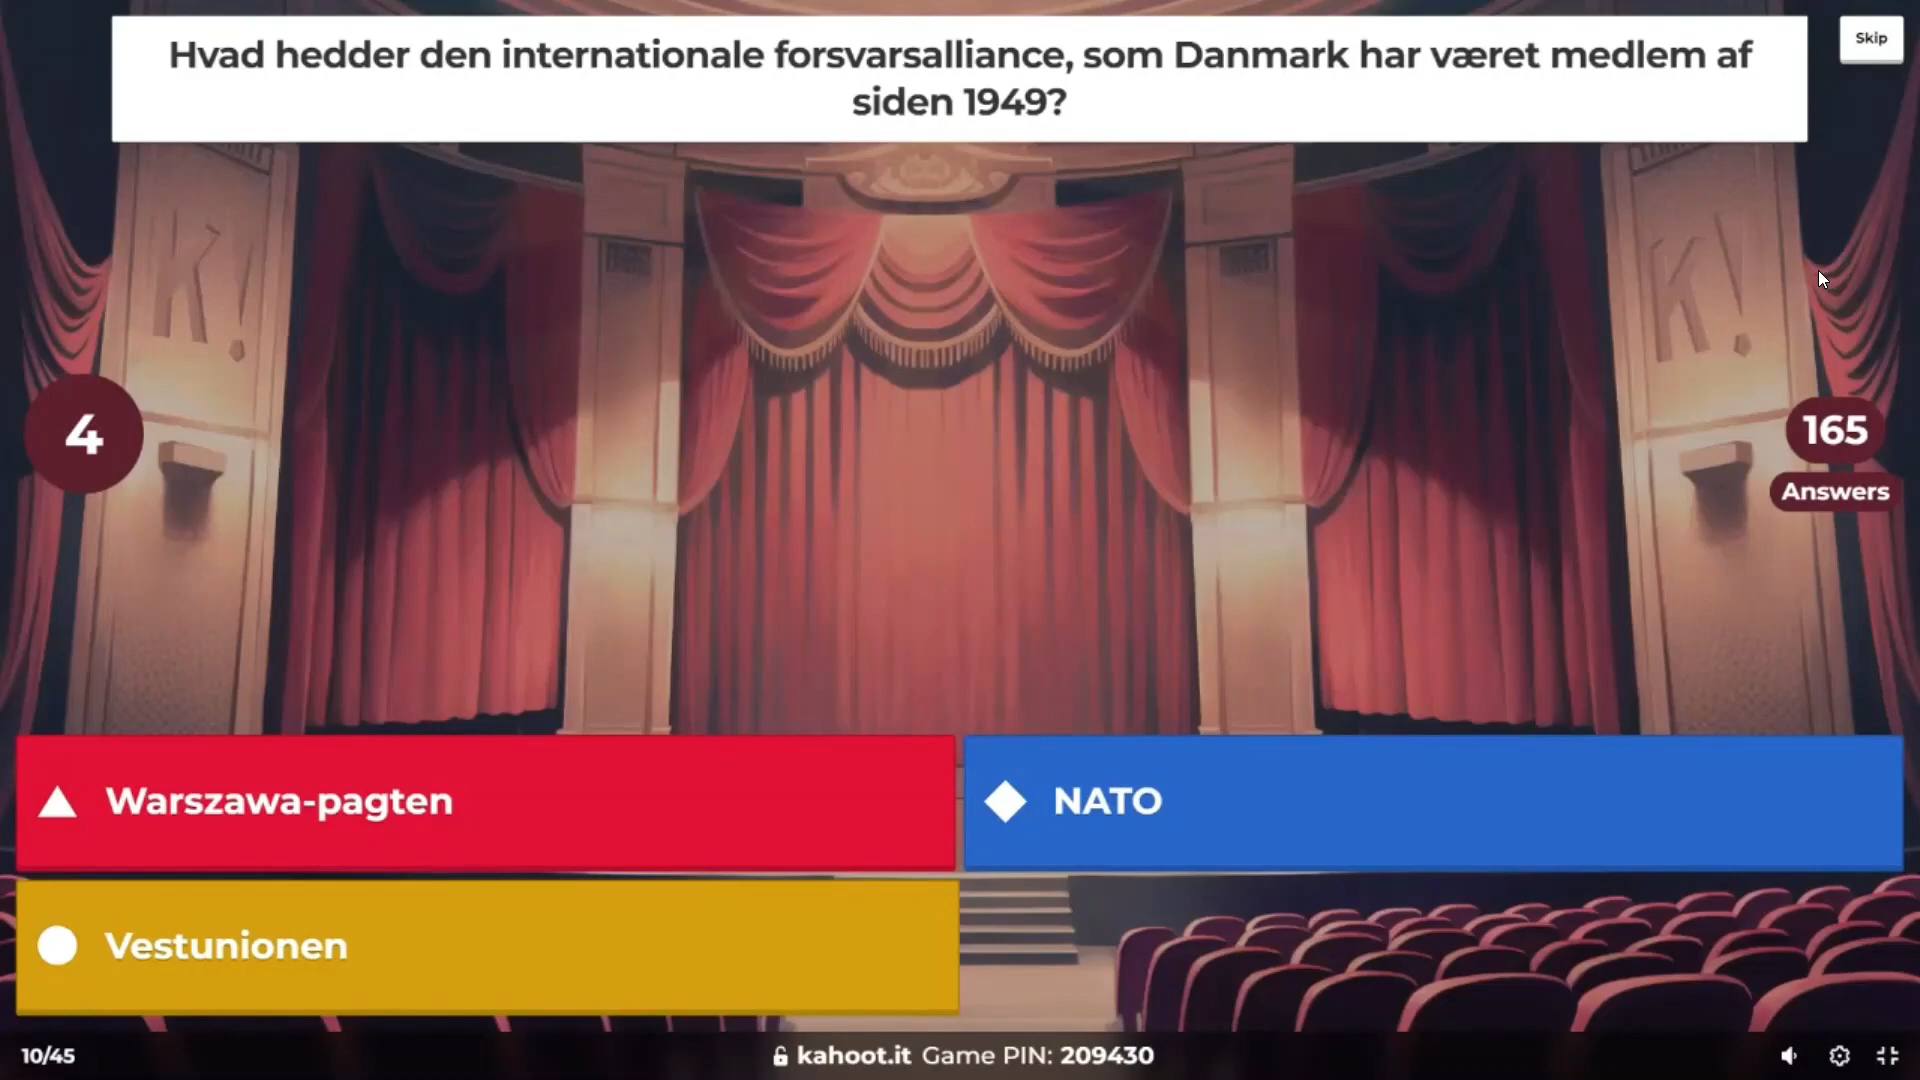 Hvad hedder den internationale forsvarsalliance, som Danmark har været medlem af
siden 1949?
Skip
K!
K!
4
165
Answers
Warszawa-pagten
NATO
Vestunionen
10/45
kahoot.it Game PIN: 209430